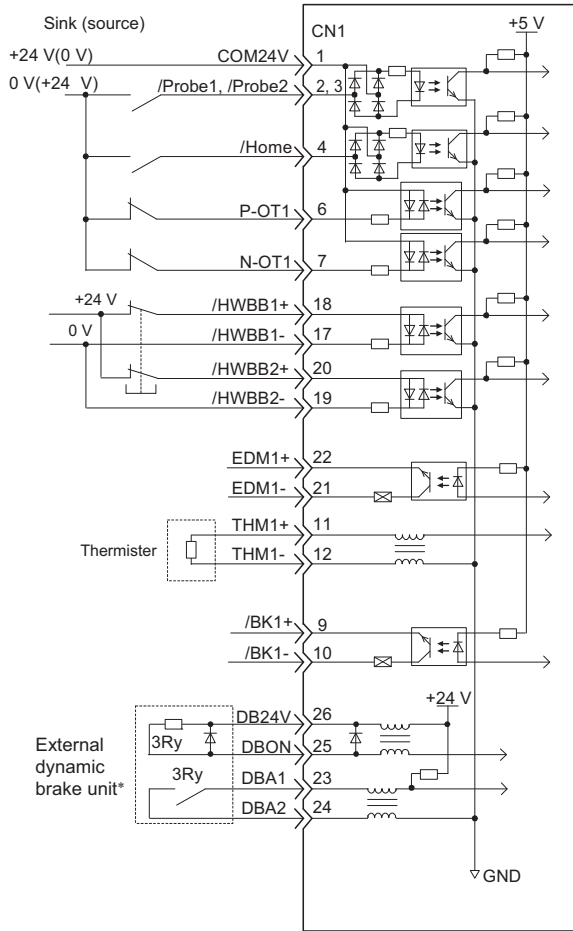 Sink (source)
CN1
+5 V
+24 V(0 V)
COM24V
1
0 V(+24 V)
/Probe1, /Probe2
2, 3
/Home
4
P-OT1
6
N-OT1
7
+24 V
/HWBB1+
18
0 V
/HWBB1-
17
/HWBB2+
20
/HWBB2-
19
EDM1+
22
EDM1-
21
THM1+
11
Thermister
THM1-
12
/BK1+
9
/BK1-
10
+24 V
DB24V
26
3Ry
DBON
25
External
dynamic
brake unit*
3Ry
DBA1
23
DBA2
24
GND